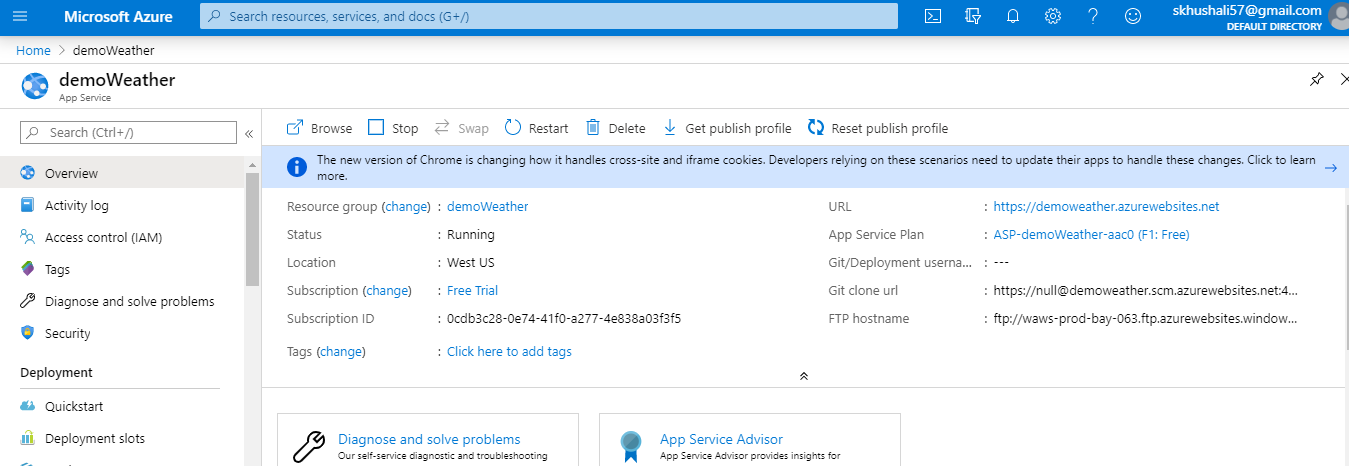 Microsoft Azure
Search resources, services, and docs (G+/)
skhushali57@gmail.com
DEFAULT DIRECTORY
Home > demoWeather
demoWeather
App Service
Search (Ctrl+/)
«
Overview
Activity log
Access control (IAM)
Tags
Diagnose and solve problems
Security
Deployment
Quickstart
Deployment slots
Browse Stop Swap Restart Delete Get publish profile Reset publish profile
The new version of Chrome is changing how it handles cross-site and iframe cookies. Developers relying on these scenarios need to update their apps to handle these changes. Click to learn
more.
Resource group (change) : demoWeather
Status : Running
Location : West US
Subscription (change) : Free Trial
Subscription ID : 0cdb3c28-0e74-41f0-a277-4e838a03f3f5
Tags (change) : Click here to add tags
URL : https://demoweather.azurewebsites.net
App Service Plan : ASP-demoWeather-aac0 (F1: Free)
Git/Deployment userna... : ---
Git clone url : https://null@demoweather.scm.azurewebsites.net:4...
FTP hostname : ftp://waws-prod-bay-063.ftp.azurewebsites.window...
Diagnose and solve problems
Our self-service diagnostic and troubleshooting
App Service Advisor
App Service Advisor provides insights for